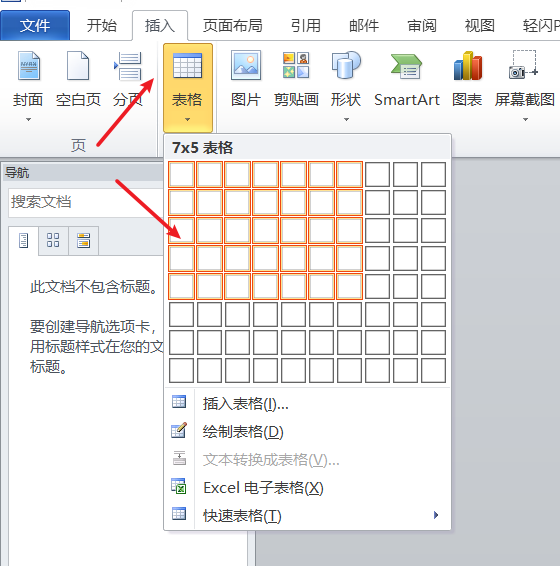 文件 开始 插入 页面布局 引用 邮件 审阅 视图 轻闪
封面 空白页 分页 表格 图片 剪贴画 形状 SmartArt 图表 屏幕截图
页
7x5 表格
导航
搜索文档
此文档不包含标题。
要创建导航选项卡，
用标题样式在您的文
标题。
插入表格(I)...
绘制表格(D)
文本转换成表格(V)...
Excel 电子表格(X)
快速表格(T)